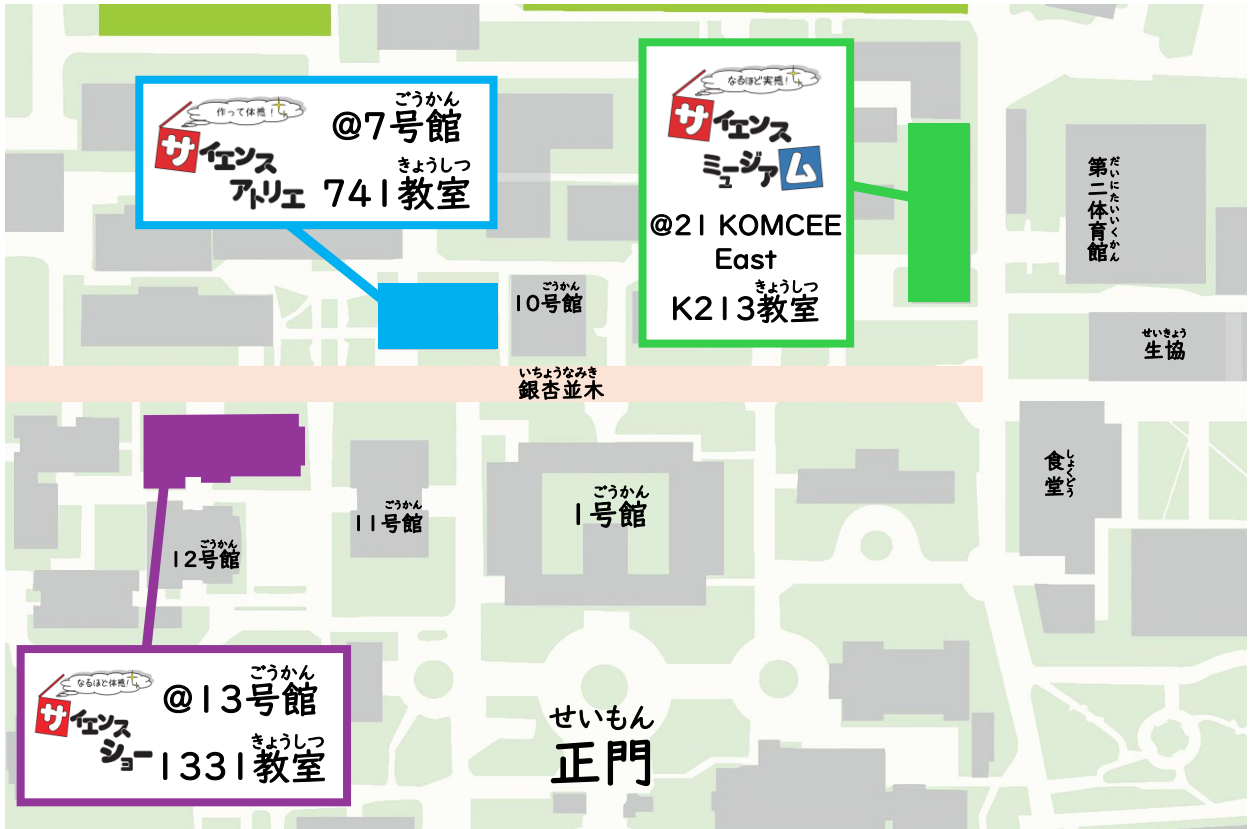 作って体感！
サイエンス
アトリエ
ごうかん
@7号館
きょうしつ
741教室
なるほど実感！
サイエンス
ミュージアム
@21 KOMCEE
East
きょうしつ
K213教室
だいにたいいくかん
第二体育館
ごうかん
10号館
せいきょう
生協
いちょうなみき
銀杏並木
しょくどう
食堂
ごうかん
1号館
ごうかん
11号館
ごうかん
12号館
なるほど体感！
サイエンス
ショー
ごうかん
@13号館
きょうしつ
1331教室
せいもん
正門